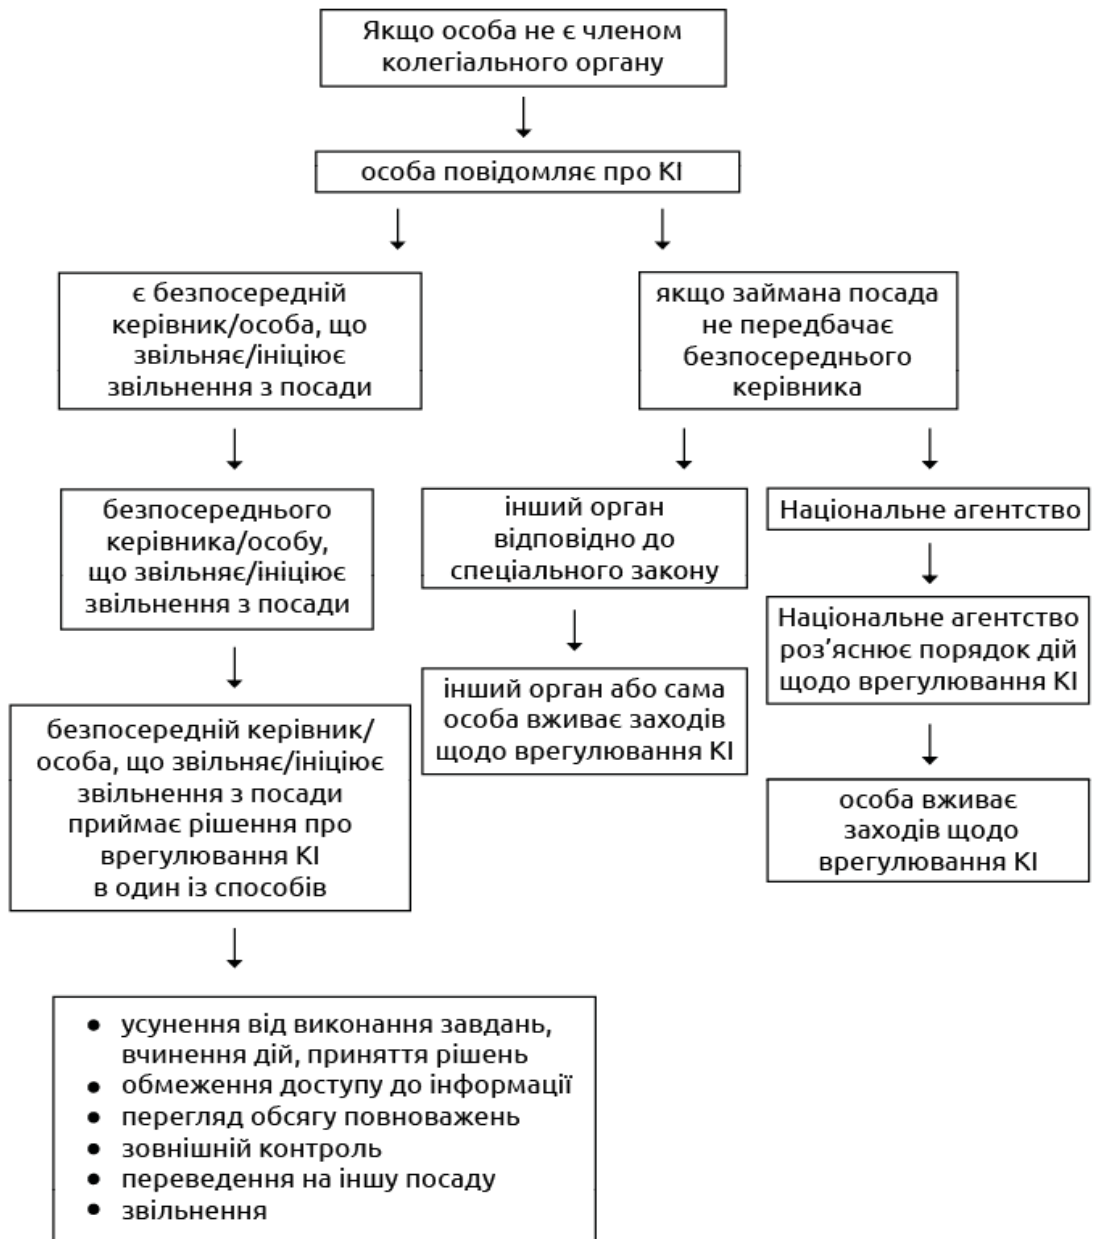 Якщо особа не є членом
колегіального органу
особа повідомляє про КІ
є безпосередній
керівник/особа, що
звільняє/ініціює
звільнення з посади
якщо займана посада
не передбачає
безпосереднього
керівника
безпосереднього
керівника/особу,
що звільняє/ініціює
звільнення з посади
інший орган
відповідно до
спеціального закону
Національне агентство
Національне агентство
роз’яснює порядок дій
щодо врегулювання КІ
інший орган або сама
особа вживає заходів
щодо врегулювання КІ
безпосередній керівник/
особа, що звільняє/ініціює
звільнення з посади
приймає рішення про
врегулювання КІ
в один із способів
особа вживає
заходів щодо
врегулювання КІ
● усунення від виконання завдань,
вчинення дій, приняття рішень
● обмеження доступу до інформації
● перегляд обсягу повноважень
● зовнішній контроль
● переведення на іншу посаду
● звільнення